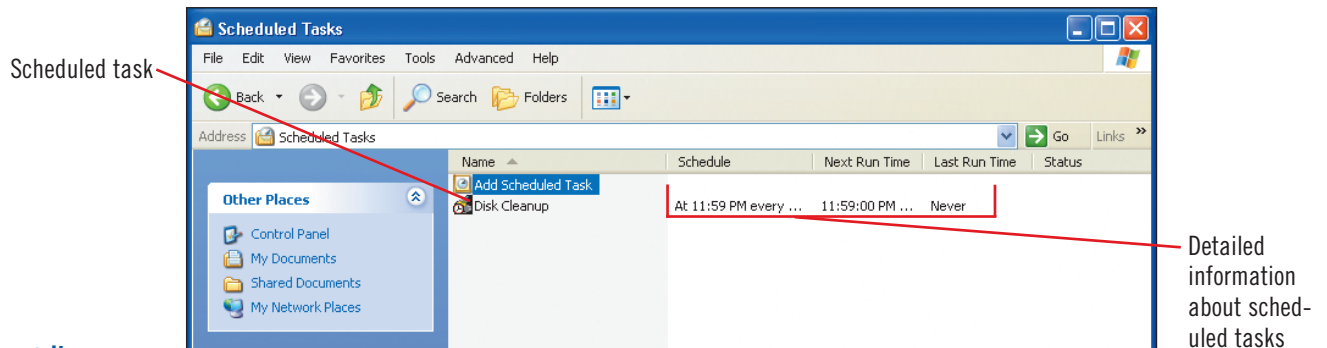 Scheduled Tasks
File Edit View Favorites Tools Advanced Help
Scheduled task
Back Search Folders
Address Scheduled Tasks Go Links »
Name Schedule Next Run Time Last Run Time Status
Add Scheduled Task
Other Places
Disk Cleanup At 11:59 PM every ... 11:59:00 PM ... Never
Control Panel
My Documents
Shared Documents
My Network Places
Detailed
information
about sched-
uled tasks